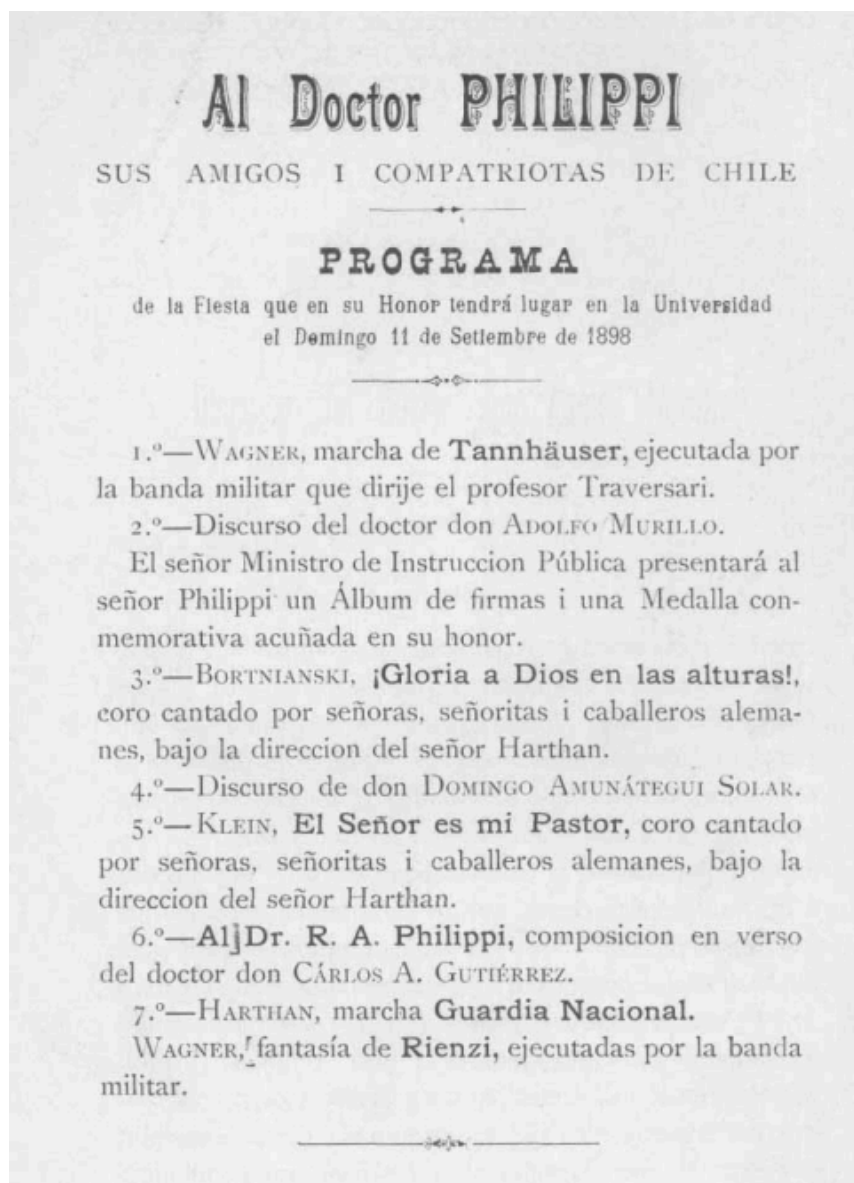 Al Doctor PHILIPPI
SUS AMIGOS I COMPATRIOTAS DE CHILE
PROGRAMA
de la Fiesta que en su Honor tendrá lugar en la Universidad
el Domingo 11 de Setiembre de 1898
1.º—WAGNER, marcha de Tannhäuser, ejecutada por
la banda militar que dirije el profesor Traversari.
2.º—Discurso del doctor don ADOLFO MURILLO.
El señor Ministro de Instruccion Pública presentará al
señor Philippi un Álbum de firmas i una Medalla con-
memorativa acuñada en su honor.
3.º—BORTNIANSKI, ¡Gloria a Dios en las alturas!,
coro cantado por señoras, señoritas i caballeros alema-
nes, bajo la direccion del señor Harthan.
4.º—Discurso de don DOMINGO AMUNÁTEGUI SOLAR.
5.º—KLEIN, El Señor es mi Pastor, coro cantado
por señoras, señoritas i caballeros alemanes, bajo la
direccion del señor Harthan.
6.º—Al Dr. R. A. Philippi, composicion en verso
del doctor don CÁRLOS A. GUTIÉRREZ.
7.º—HARTHAN, marcha Guardia Nacional.
WAGNER, fantasía de Rienzi, ejecutadas por la banda
militar.